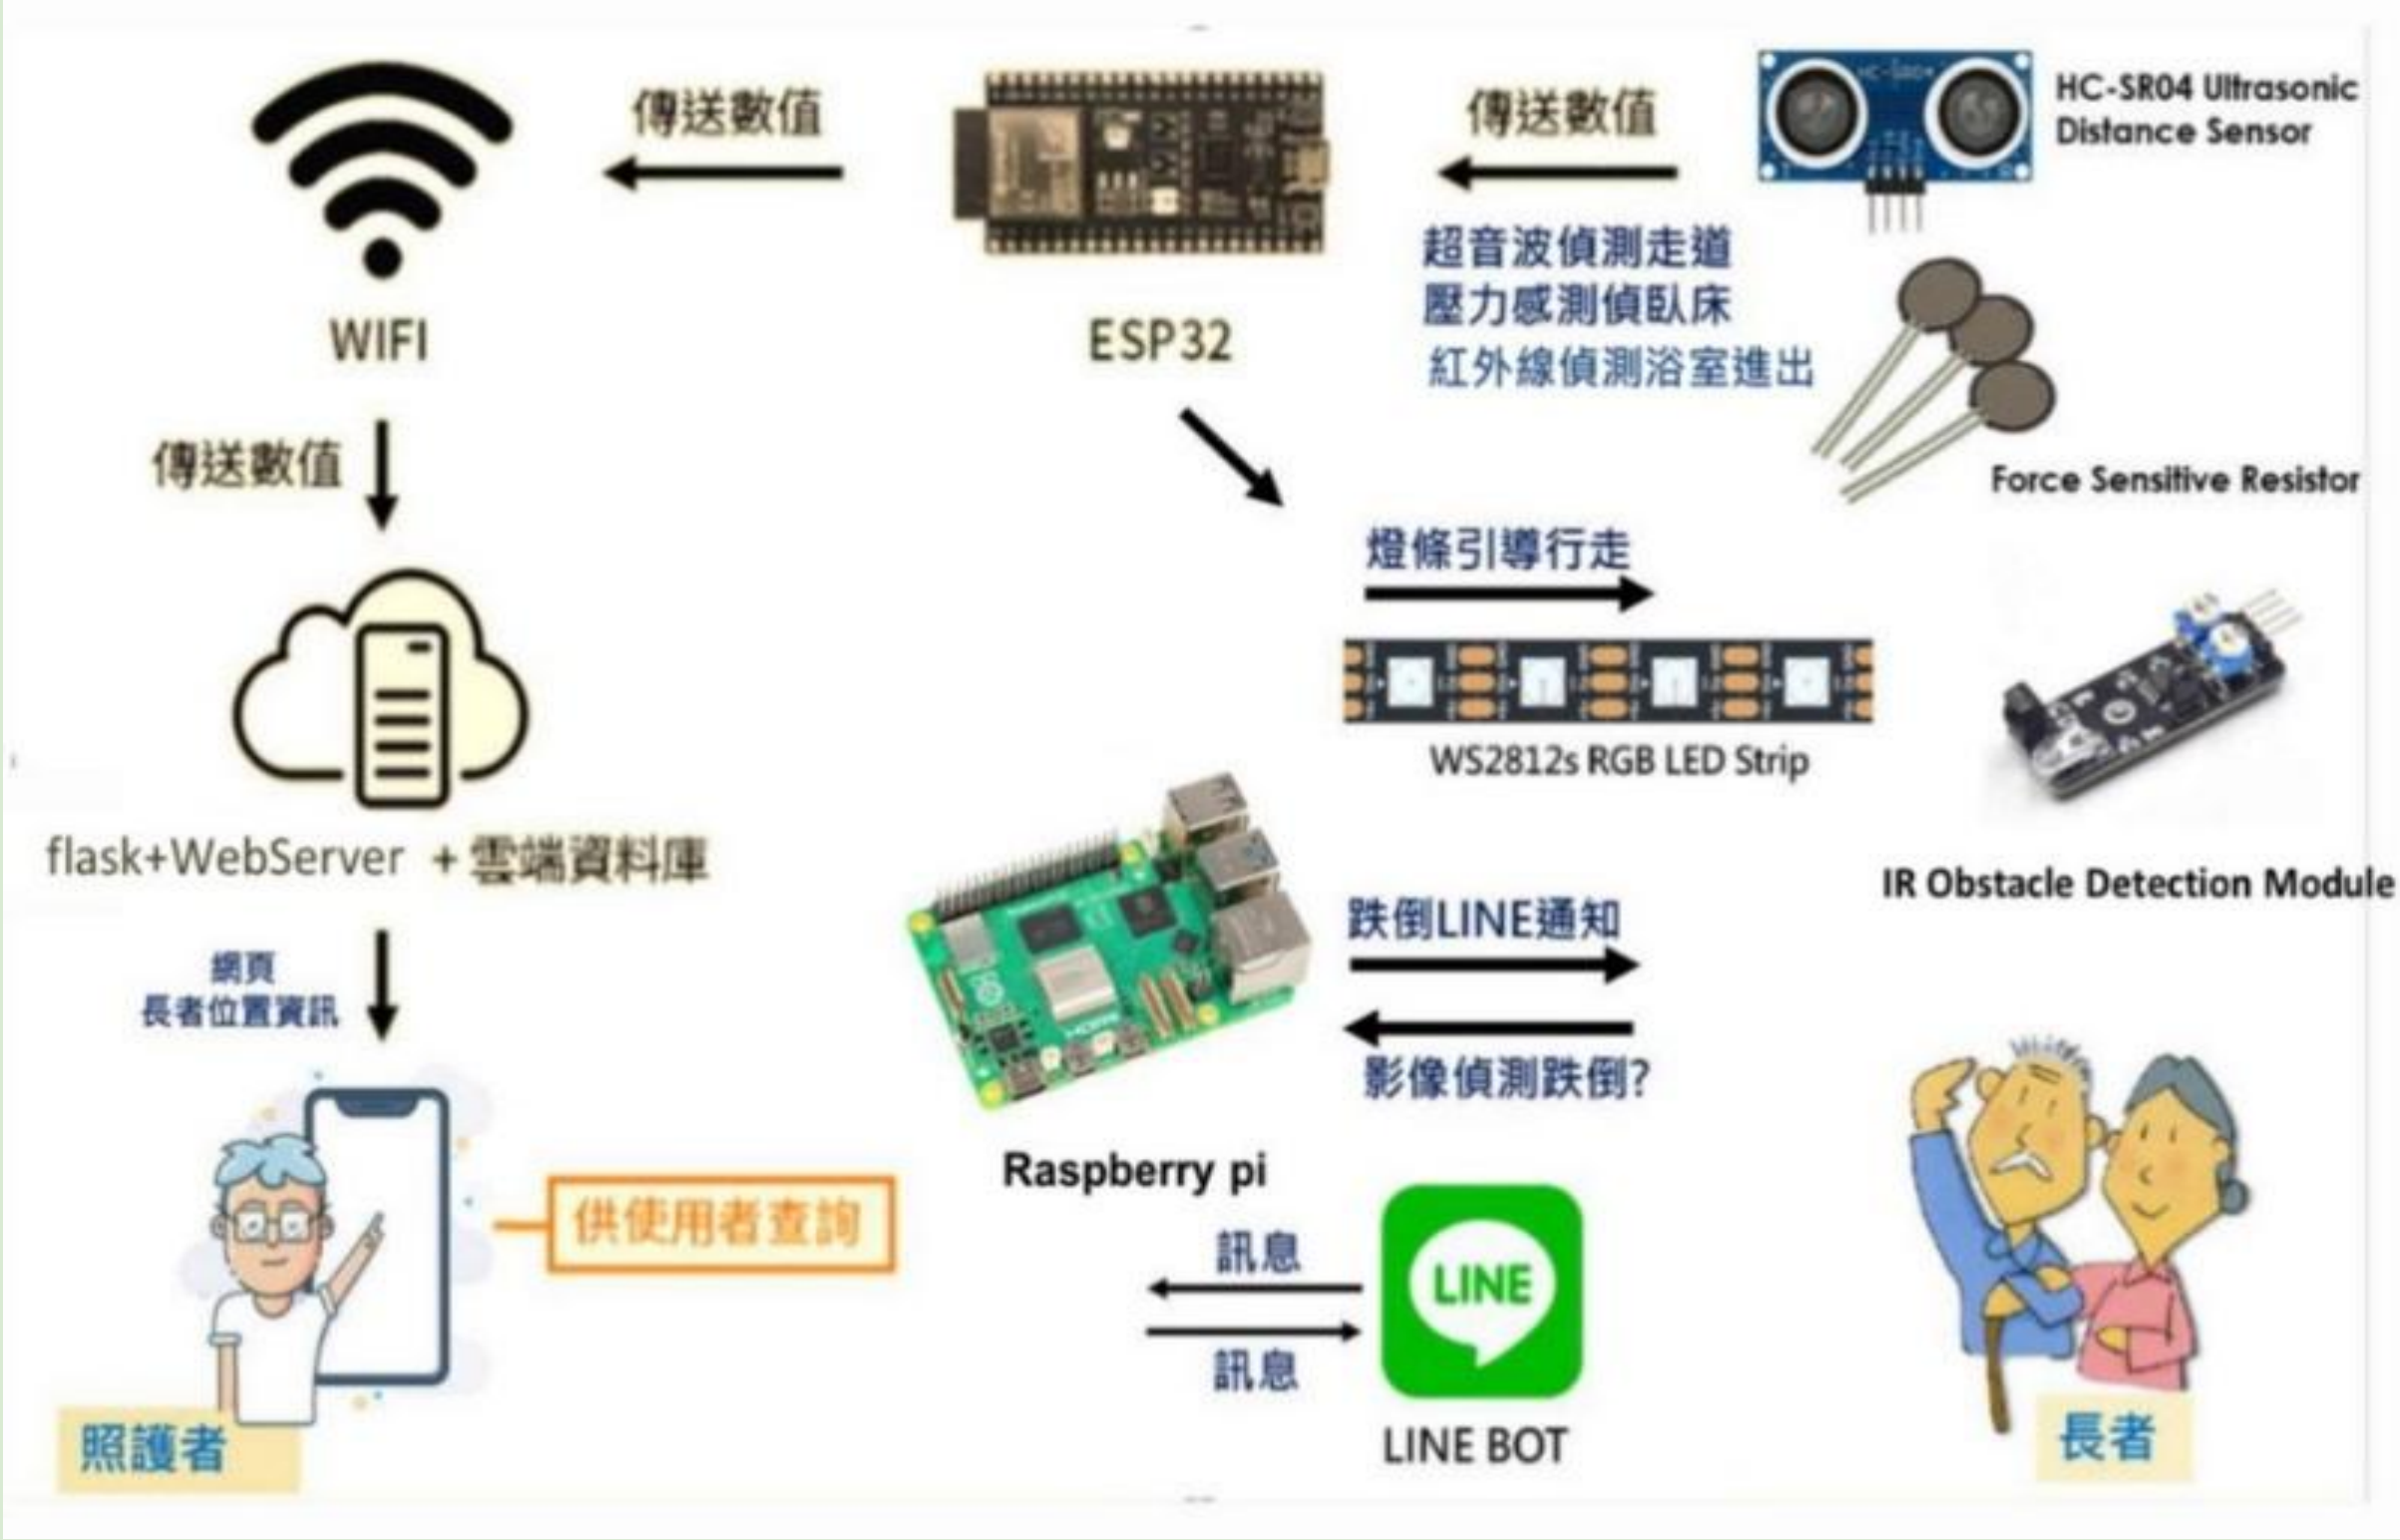 傳送數值
傳送數值
HC-SR04 Ultrasonic
Distance Sensor
超音波偵測走道
壓力感測偵臥床
紅外線偵測浴室進出
WIFI
ESP32
傳送數值
Force Sensitive Resistor
燈條引導行走
WS2812s RGB LED Strip
flask+WebServer + 雲端資料庫
IR Obstacle Detection Module
跌倒LINE通知
網頁
長者位置資訊
影像偵測跌倒?
Raspberry pi
供使用者查詢
訊息
LINE
訊息
照護者
LINE BOT
長者